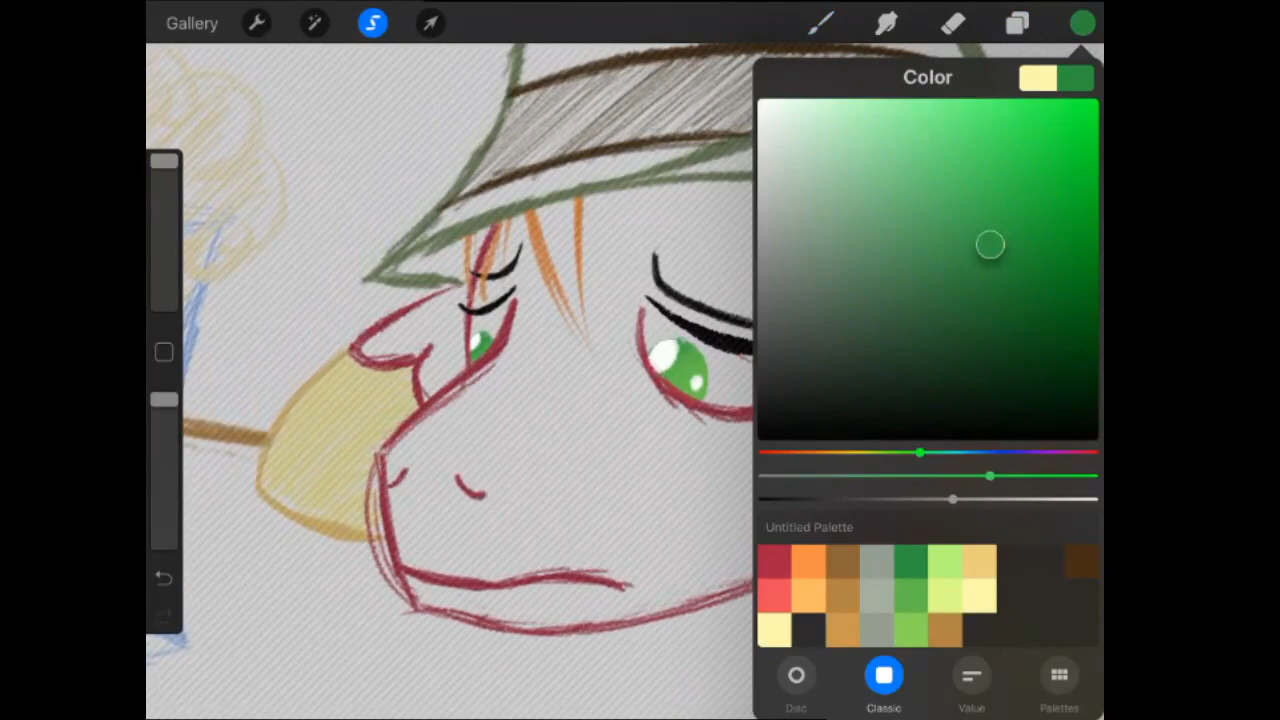 Gallery
Color
Untitled Palette
Disc
Classic
Value
Palettes